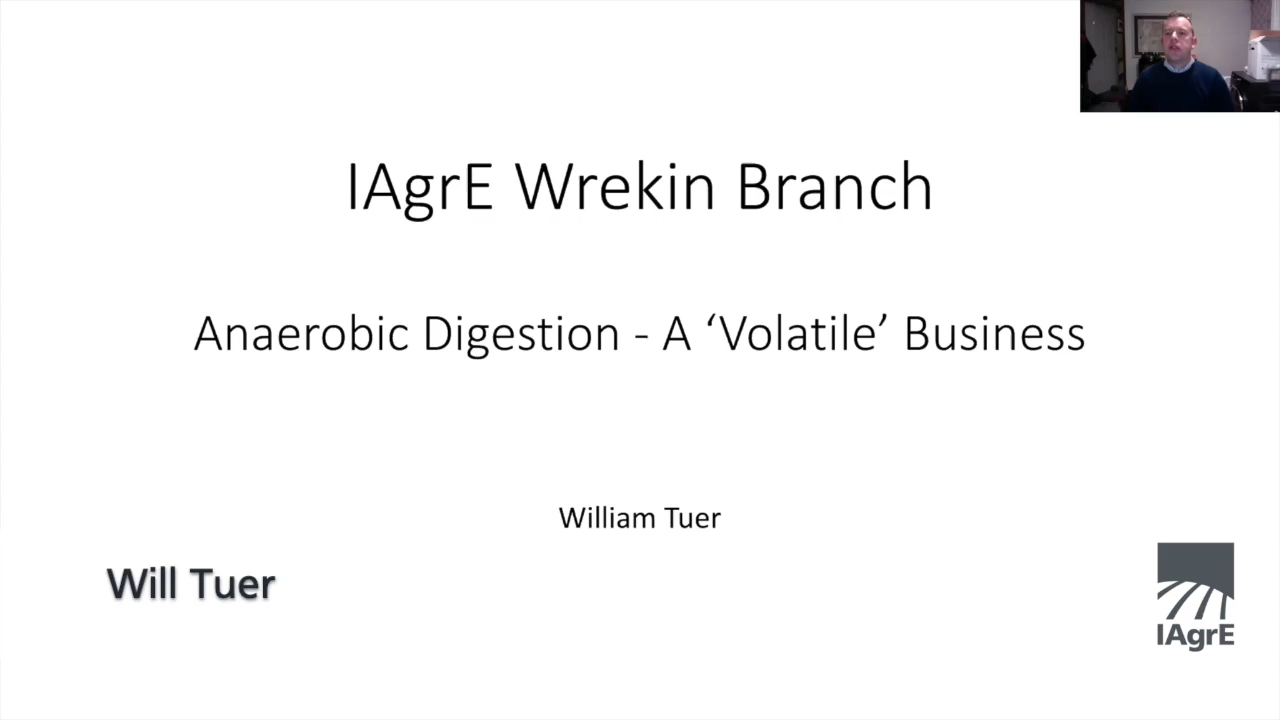 IAgrE Wrekin Branch
Anaerobic Digestion - A ‘Volatile’ Business
William Tuer
Will Tuer
IAgrE